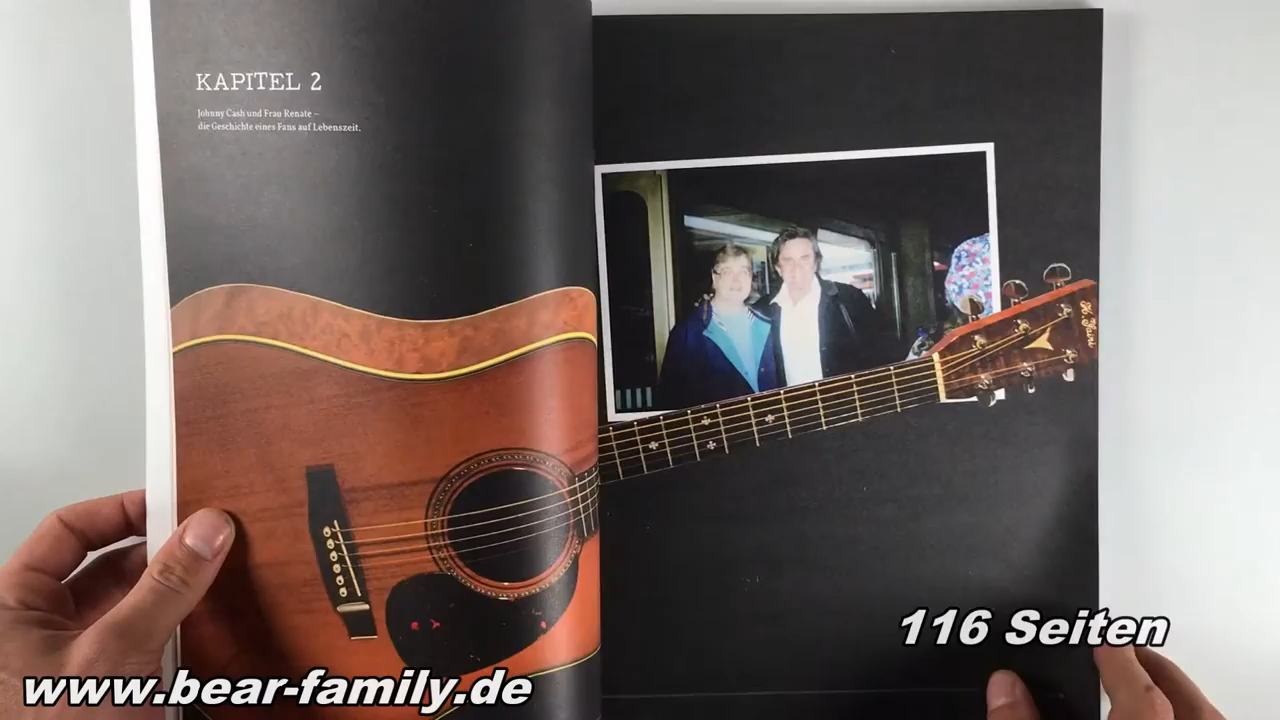 KAPITEL 2
Johnny Cash und Frau Renate –
die Geschichte eines Fans auf Lebenszeit.
116 Seiten
www.bear-family.de